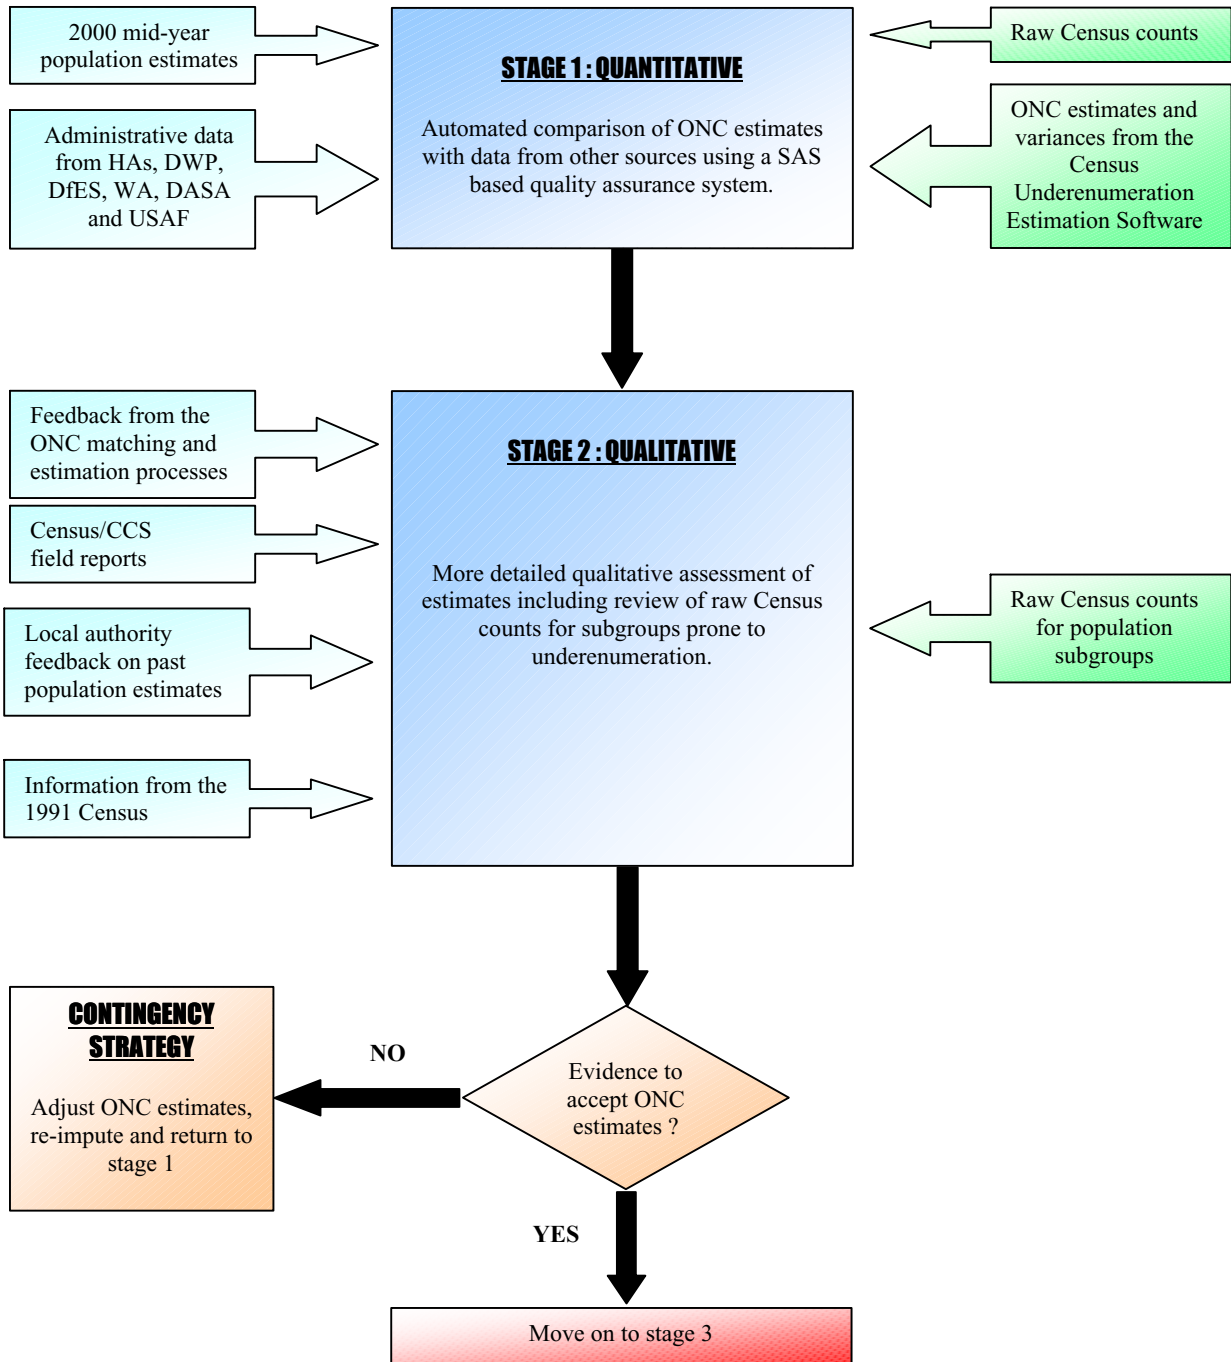 2000 mid-year
population estimates
Administrative data
from HAs, DWP,
DfES, WA, DASA
and USAF
STAGE 1 : QUANTITATIVE
Automated comparison of ONC estimates
with data from other sources using a SAS
based quality assurance system.
Raw Census counts
ONC estimates and
variances from the
Census
Underenumeration
Estimation Software
Feedback from the
ONC matching and
estimation processes
Census/CCS
field reports
Local authority
feedback on past
population estimates
Information from the
1991 Census
STAGE 2 : QUALITATIVE
More detailed qualitative assessment of
estimates including review of raw Census
counts for subgroups prone to
underenumeration.
Raw Census counts
for population
subgroups
CONTINGENCY
STRATEGY
Adjust ONC estimates,
re-impute and return to
stage 1
NO
Evidence to
accept ONC
estimates ?
YES
Move on to stage 3